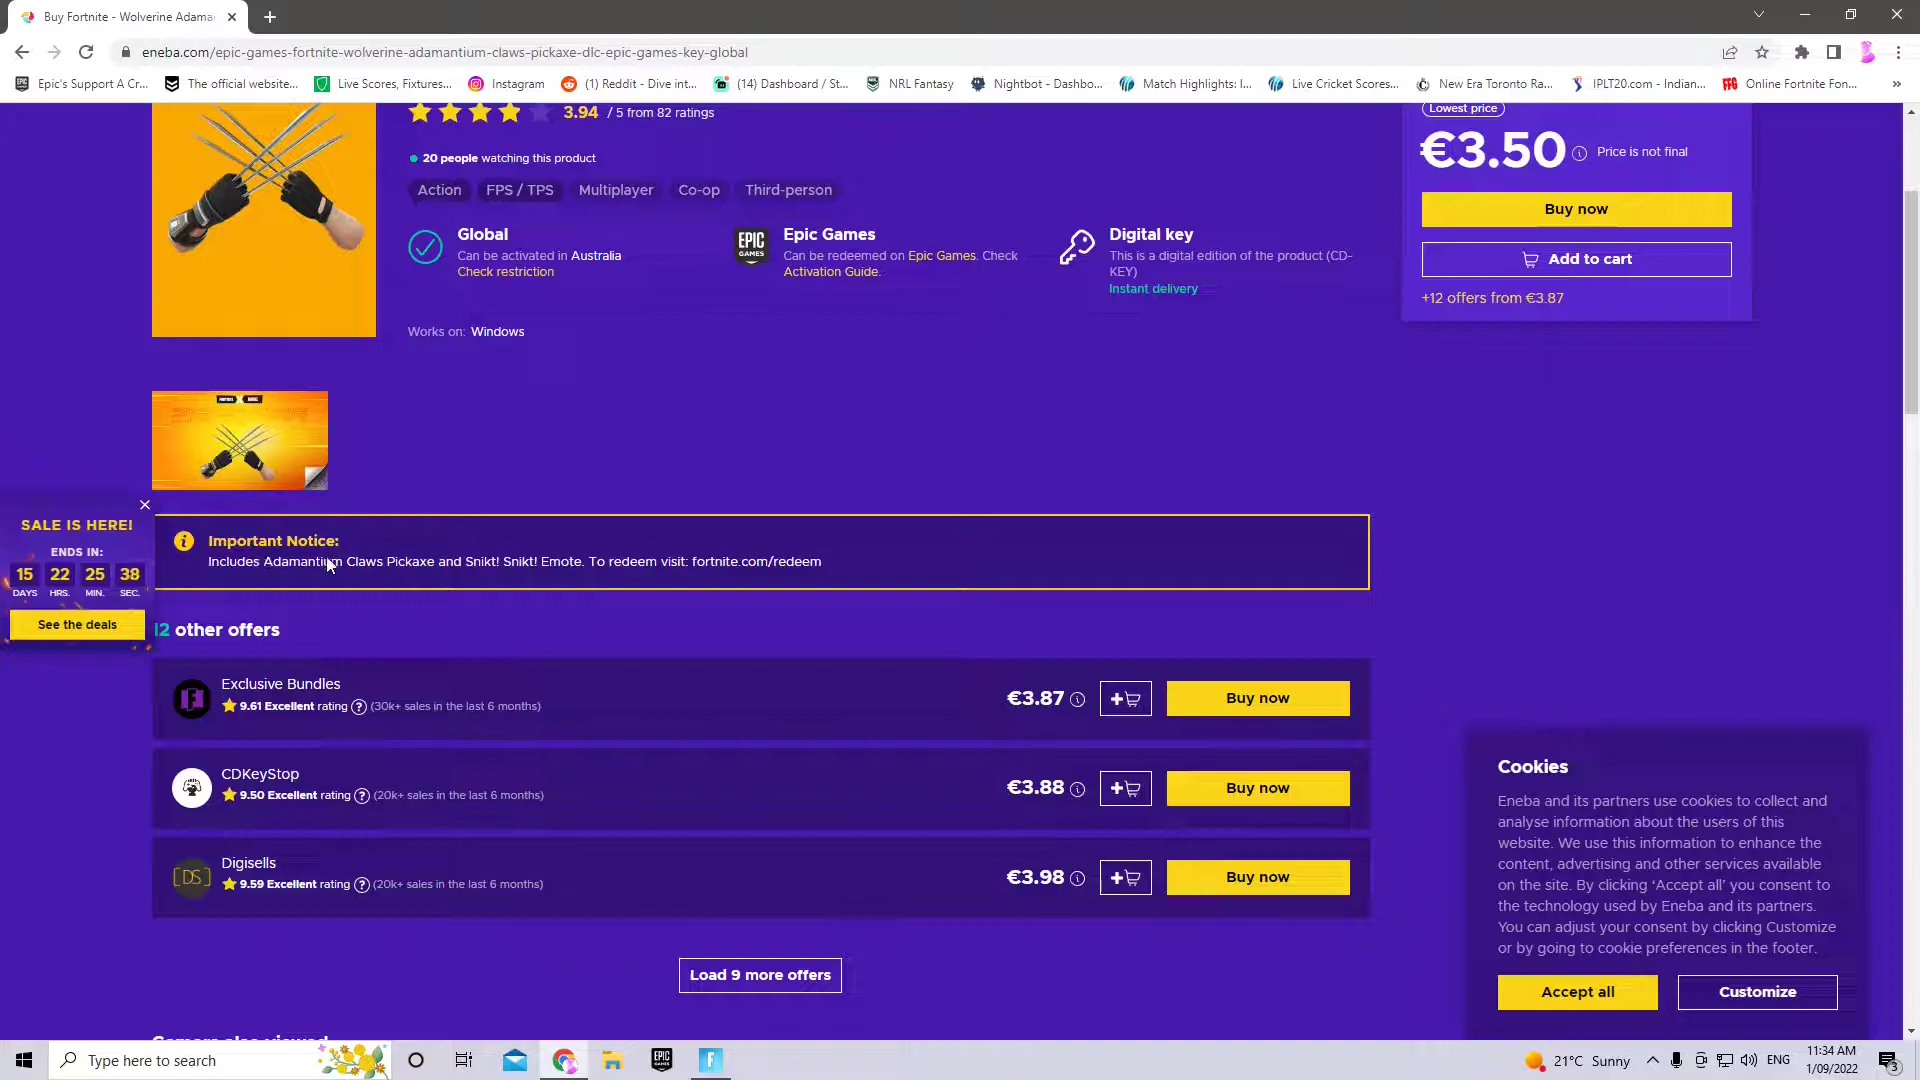 Buy Fortnite - Wolverine Adama
eneba.com/epic-games-fortnite-wolverine-adamantium-claws-pickaxe-dlc-epic-games-key-global
Epic's Support A Cr...
The official website...
Live Scores, Fixtures...
Instagram
(1) Reddit - Dive int...
(14) Dashboard / St...
NRL Fantasy
Nightbot - Dashbo...
Match Highlights: I...
Live Cricket Scores...
New Era Toronto Ra...
IPLT20.com - Indian...
Online Fortnite Fon...
»
3.94 / 5 from 82 ratings
20 people watching this product
Action
FPS / TPS
Multiplayer
Co-op
Third-person
Global
Can be activated in Australia
Check restriction
EPIC GAMES
Epic Games
Can be redeemed on Epic Games. Check
Activation Guide.
Digital key
This is a digital edition of the product (CD-
KEY)
Instant delivery
Works on: Windows
Lowest price
€3.50 Price is not final
Buy now
Add to cart
+12 offers from €3.87
SALE IS HERE!
ENDS IN:
15 22 25 38
DAYS HRS. MIN. SEC.
See the deals
Important Notice:
Includes Adamantium Claws Pickaxe and Snikt! Snikt! Emote. To redeem visit: fortnite.com/redeem
12 other offers
Exclusive Bundles
9.61 Excellent rating ? (30k+ sales in the last 6 months)
€3.87
Buy now
CDKeyStop
9.50 Excellent rating ? (20k+ sales in the last 6 months)
€3.88
Buy now
DS
Digisells
9.59 Excellent rating ? (20k+ sales in the last 6 months)
€3.98
Buy now
Load 9 more offers
Gamers also viewed
Cookies
Eneba and its partners use cookies to collect and
analyse information about the users of this
website. We use this information to enhance the
content, advertising and other services available
on the site. By clicking ‘Accept all’ you consent to
the technology used by Eneba and its partners.
You can adjust your consent by clicking Customize
or by going to cookie preferences in the footer.
Accept all
Customize
Type here to search
21°C Sunny
ENG
11:34 AM
1/09/2022
3